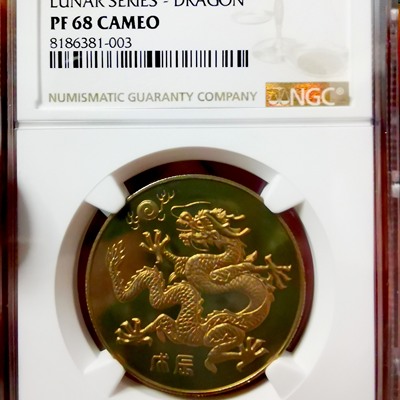 LUNAR SERIES - DRAGON
PF 68 CAMEO
8186381-003
NUMISMATIC GUARANTY COMPANY NGC®
戊辰